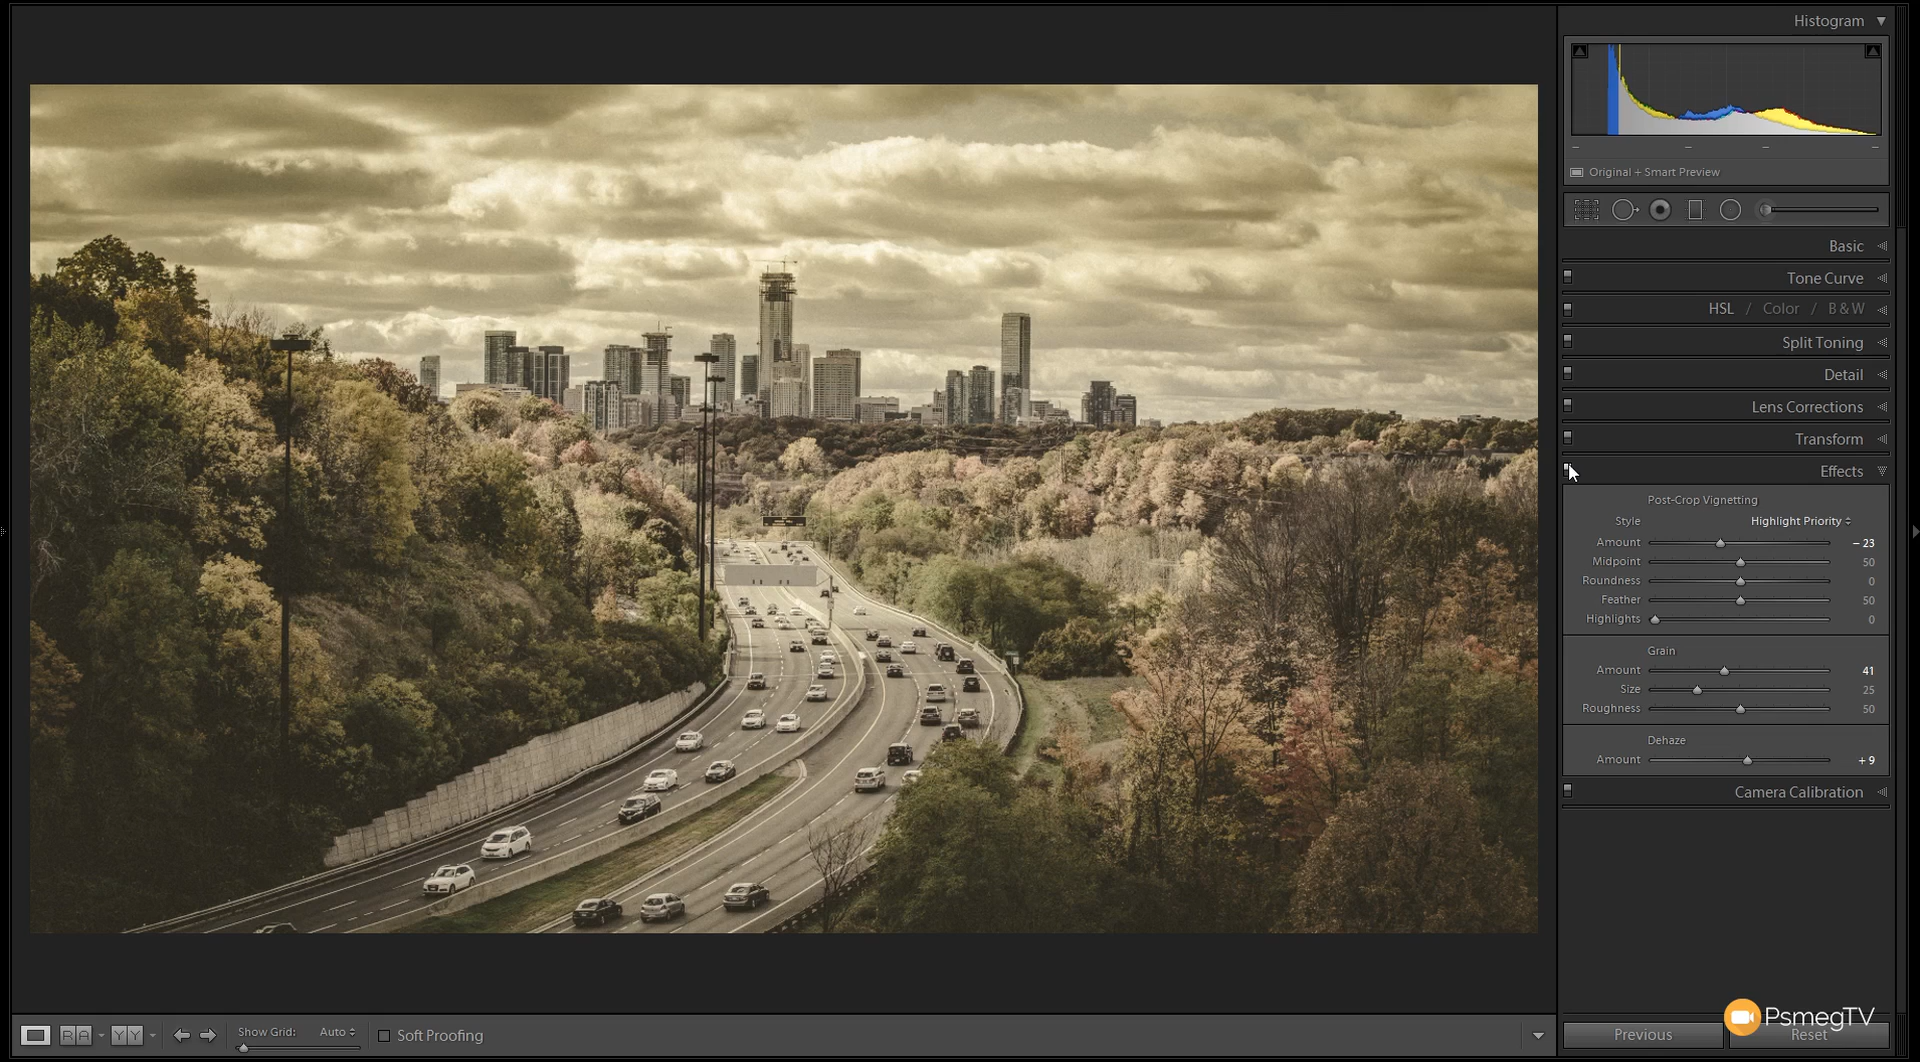 Histogram
Original + Smart Preview
Basic
Tone Curve
HSL / Color / B & W
Split Toning
Detail
Lens Corrections
Transform
Effects
Post-Crop Vignetting
Style Highlight Priority
Amount – 23
Midpoint 50
Roundness 0
Feather 50
Highlights 0
Grain
Amount 41
Size 25
Roughness 50
Dehaze
Amount + 9
Camera Calibration
PsmegTV
R A Y Y Show Grid: Auto Soft Proofing Previous Reset